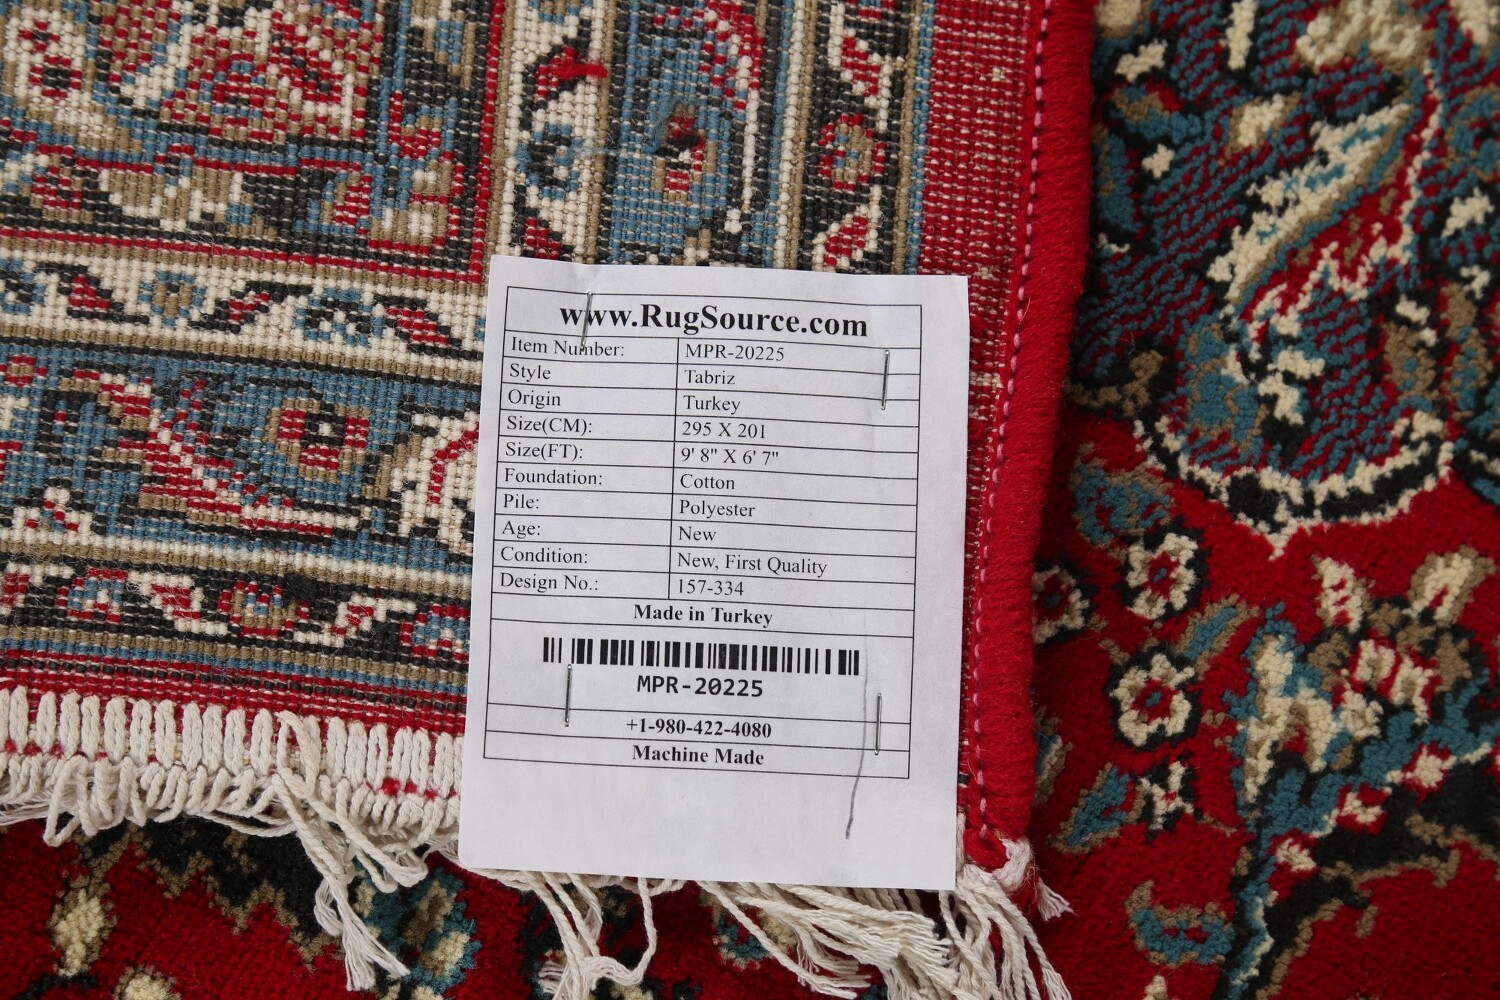 www.RugSource.com
Item Number: MPR-20225
Style Tabriz
Origin Turkey
Size(CM): 295 X 201
Size(FT): 9' 8" X 6' 7"
Foundation: Cotton
Pile: Polyester
Age: New
Condition: New, First Quality
Design No.: 157-334
Made in Turkey
MPR-20225
+1-980-422-4080
Machine Made